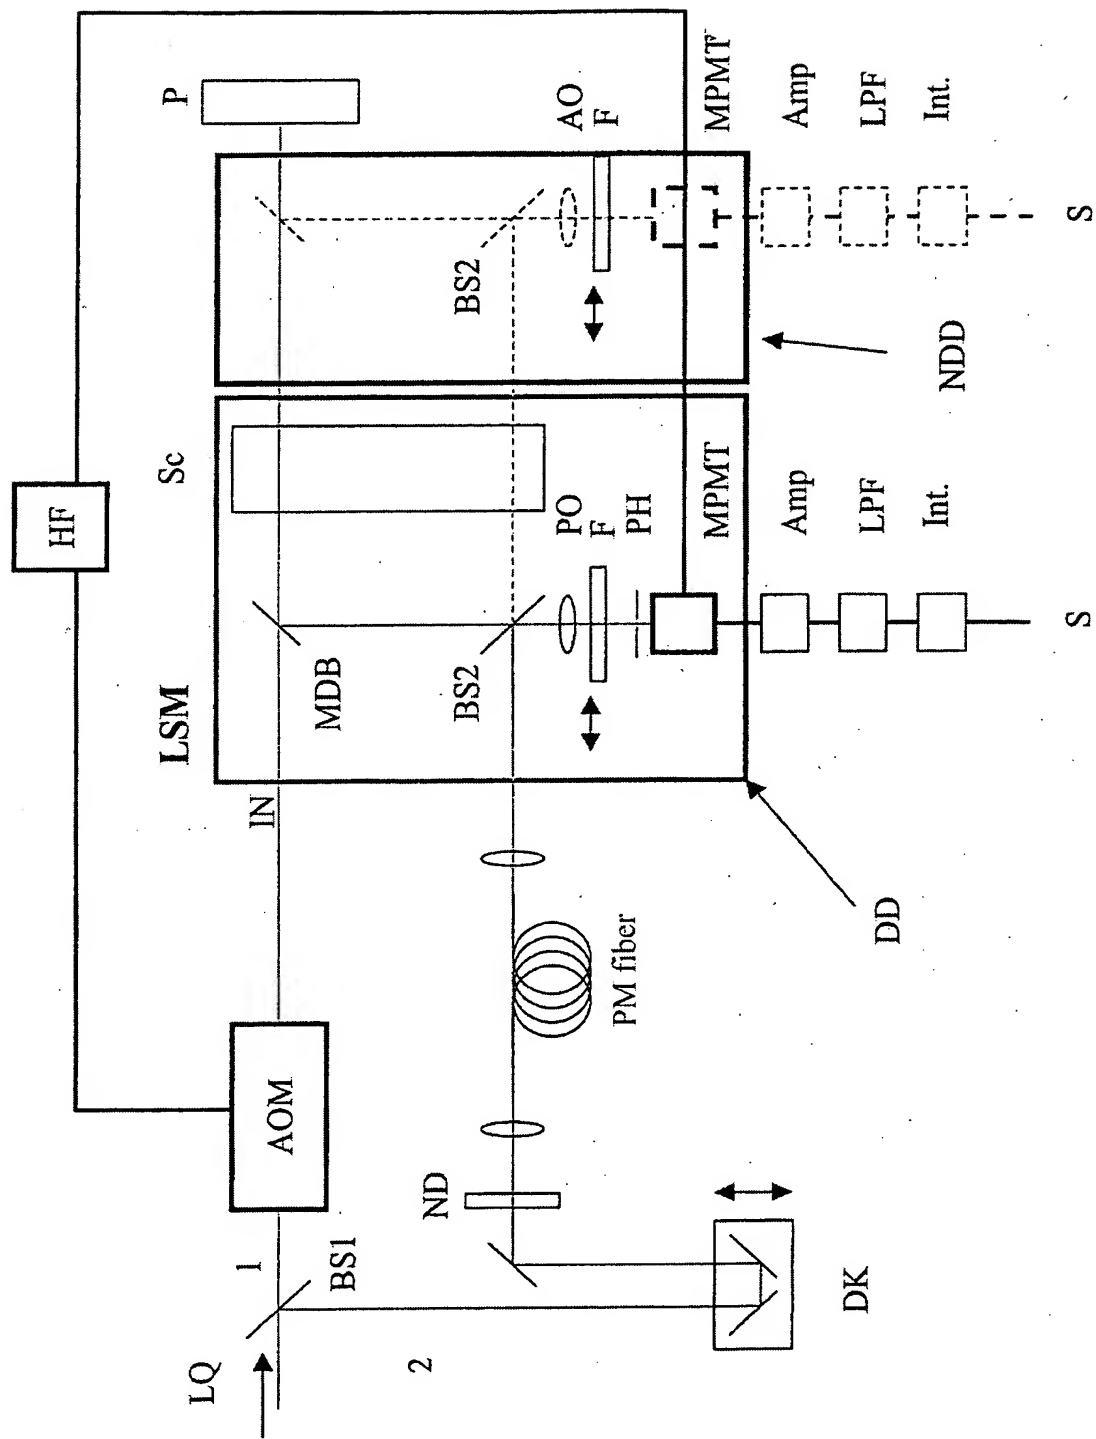 HF
P
Sc
LSM
IN
AOM
1
BS1
LQ
2
MDB
BS2
BS2
ND
PM fiber
DK
PO
F
PH
AO
F
MPMT
MPMT
Amp
Amp
LPF
LPF
Int.
Int.
NDD
DD
S
S